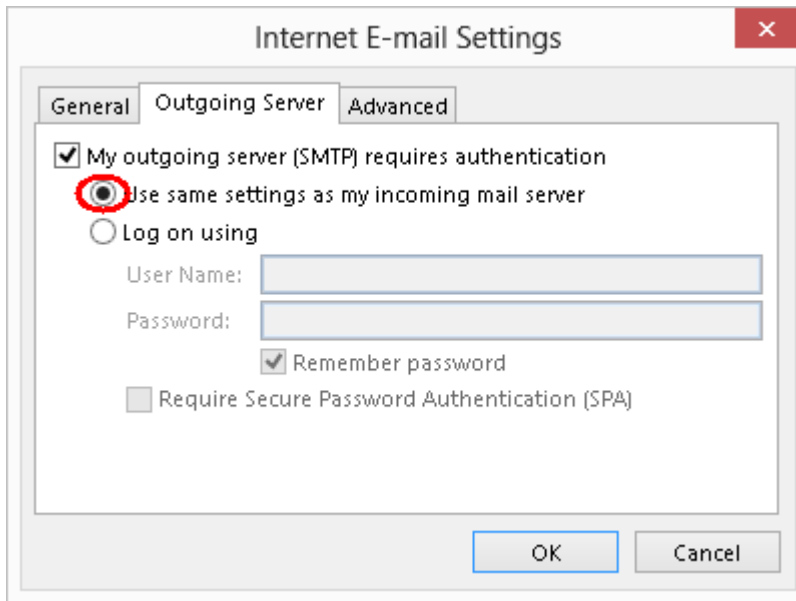 Internet E-mail Settings
General Outgoing Server Advanced
My outgoing server (SMTP) requires authentication
Use same settings as my incoming mail server
Log on using
User Name:
Password:
Remember password
Require Secure Password Authentication (SPA)
OK Cancel